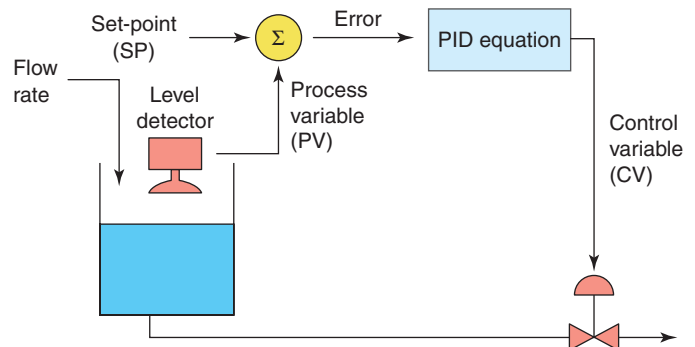 Set-point
(SP)
Σ
Error
PID equation
Flow
rate
Level
detector
Process
variable
(PV)
Control
variable
(CV)